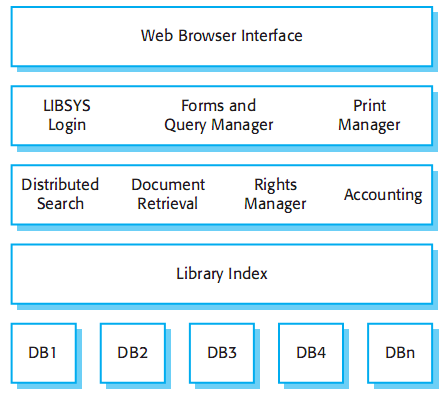 Web Browser Interface
LIBSYS
Login
Forms and
Query Manager
Print
Manager
Distributed
Search
Document
Retrieval
Rights
Manager
Accounting
Library Index
DB1
DB2
DB3
DB4
DBn